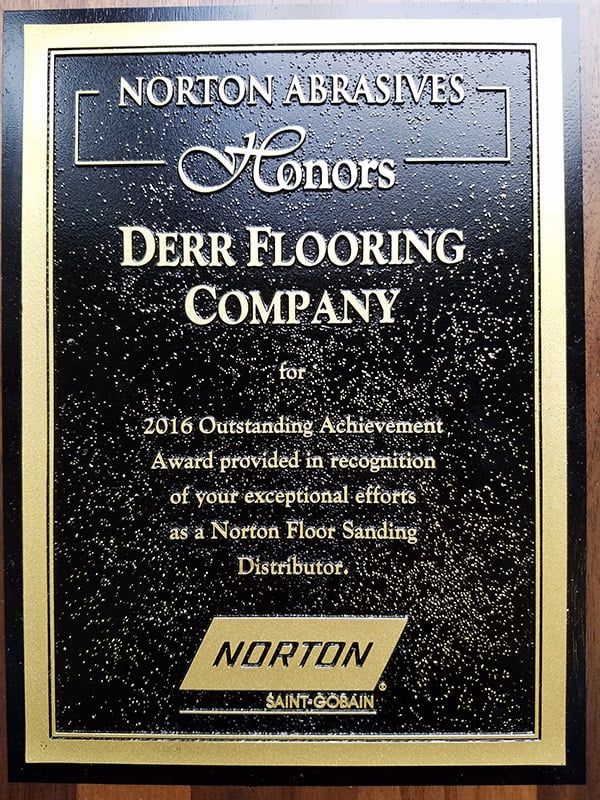 NORTON ABRASIVES
Honors
DERR FLOORING
COMPANY
for
2016 Outstanding Achievement
Award provided in recognition
of your exceptional efforts
as a Norton Floor Sanding
Distributor.
NORTON
®
SAINT-GOBAIN